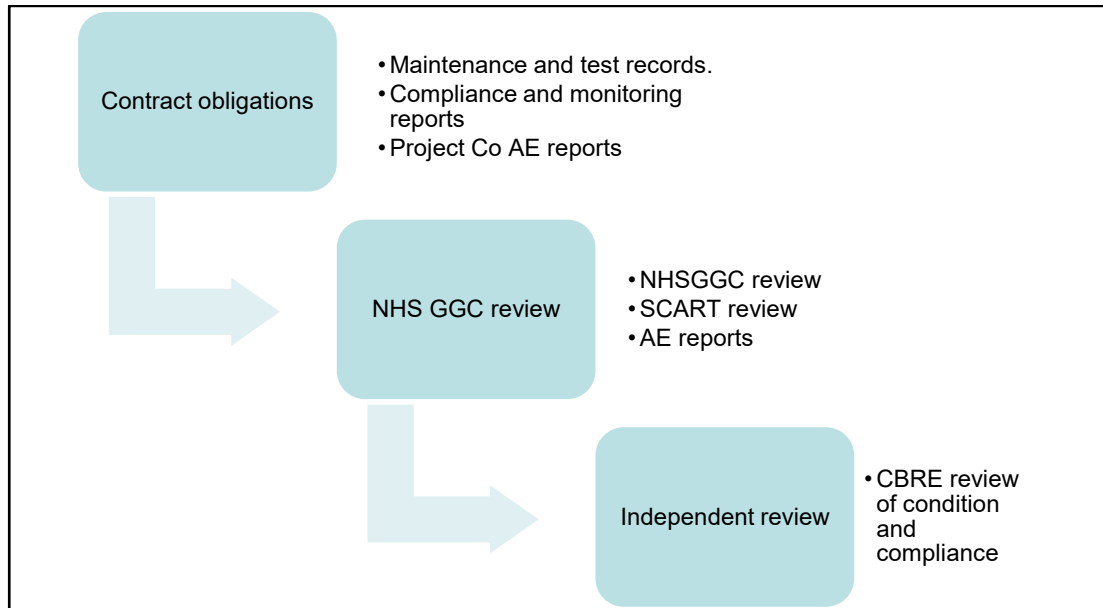 Contract obligations
•Maintenance and test records.
•Compliance and monitoring
reports
•Project Co AE reports
NHS GGC review
•NHSGGC review
•SCART review
•AE reports
Independent review
•CBRE review
of condition
and
compliance